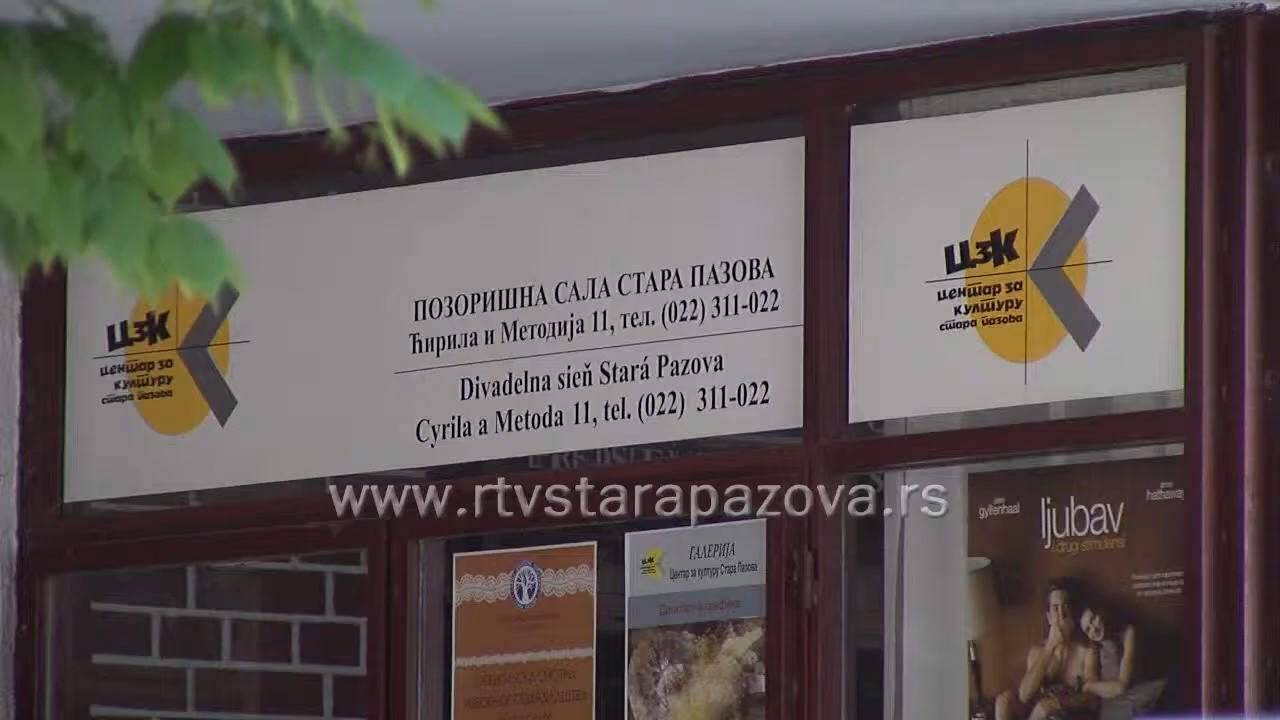 ПОЗОРИШНА САЛА СТАРА ПАЗОВА
Ћирила и Методија 11, тел. (022) 311-022
Divadelna sieň Stará Pazova
Cyrila a Metoda 11, tel. (022) 311-022
ЦЗК
центар за
културу
стара пазова
ЦЗК
центар за
културу
стара пазова
www.rtvstarapazova.rs
ГАЛЕРИЈА
Центар за културу Стара Пазова
Дигитална графика
gyllenhaal
hathaway
ljubav
i drugi stimulansi